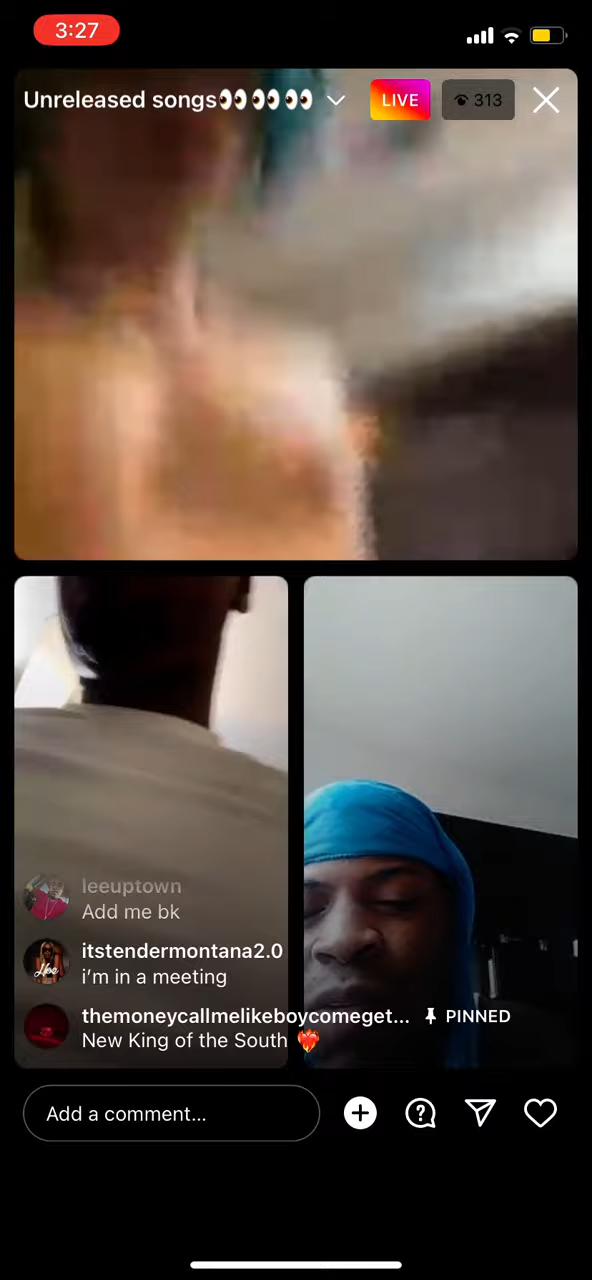 3:27
Unreleased songs👀👀👀 LIVE 313
leeuptown
Add me bk
itstendermontana2.0
i’m in a meeting
themoneycallmelikeboycomeget... PINNED
New King of the South ❤️‍🔥
Add a comment...